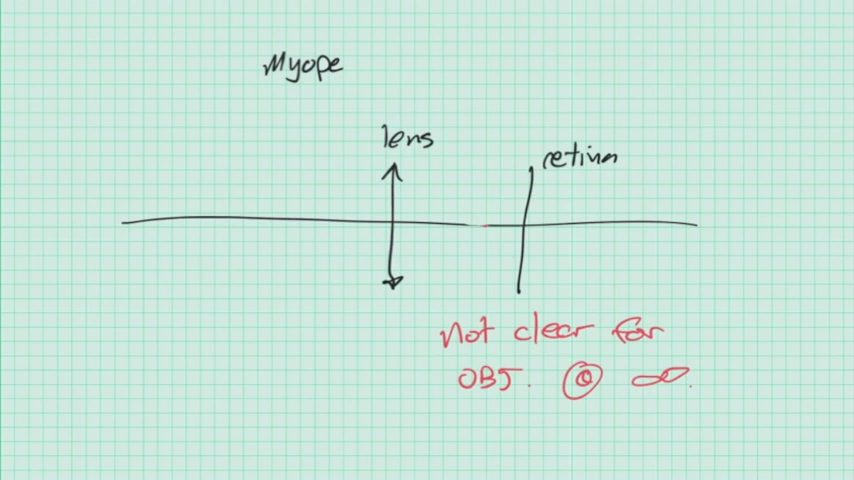 Myope
lens
retina
not clear for
OBJ. @ ∞.